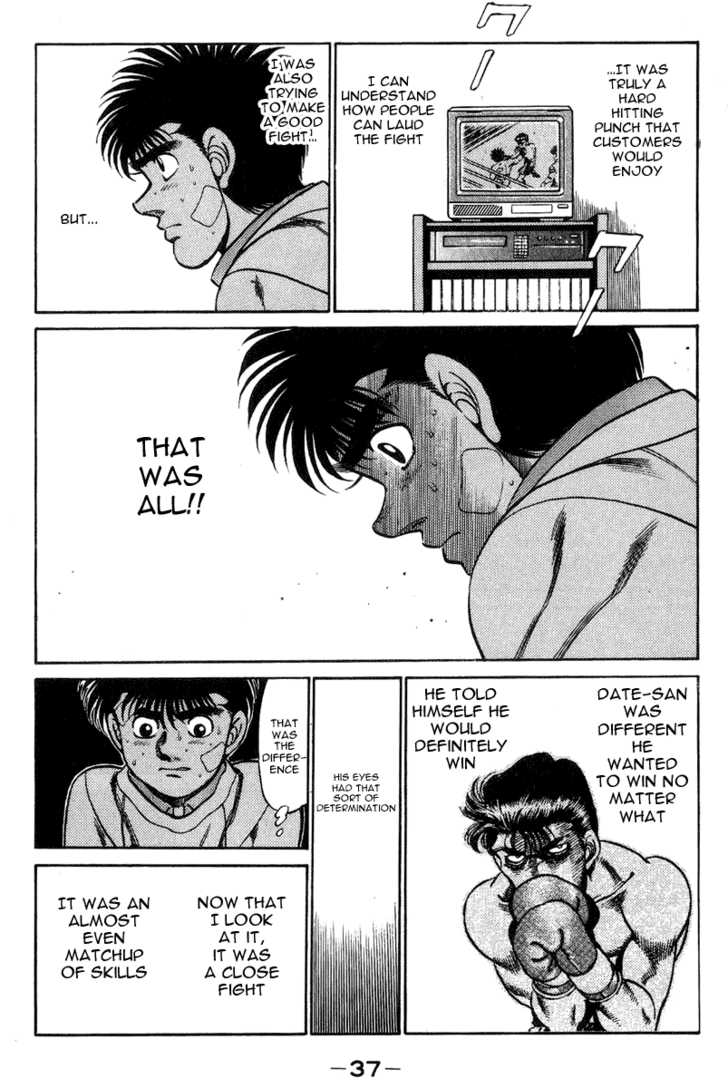 ワ
ー
...IT WAS
TRULY A
HARD
HITTING
PUNCH THAT
CUSTOMERS
WOULD
ENJOY
I CAN
UNDERSTAND
HOW PEOPLE
CAN LAUD
THE FIGHT
ワ
ー
I WAS
ALSO
TRYING
TO MAKE
A GOOD
FIGHT...
BUT...
THAT
WAS
ALL!!
DATE-SAN
WAS
DIFFERENT
HE
WANTED
TO WIN NO
MATTER
WHAT
HE TOLD
HIMSELF HE
WOULD
DEFINITELY
WIN
HIS EYES
HAD THAT
SORT OF
DETERMINATION
THAT
WAS
THE
DIFFER-
ENCE
NOW THAT
I LOOK
AT IT,
IT WAS
A CLOSE
FIGHT
IT WAS AN
ALMOST
EVEN
MATCHUP
OF SKILLS
-37-